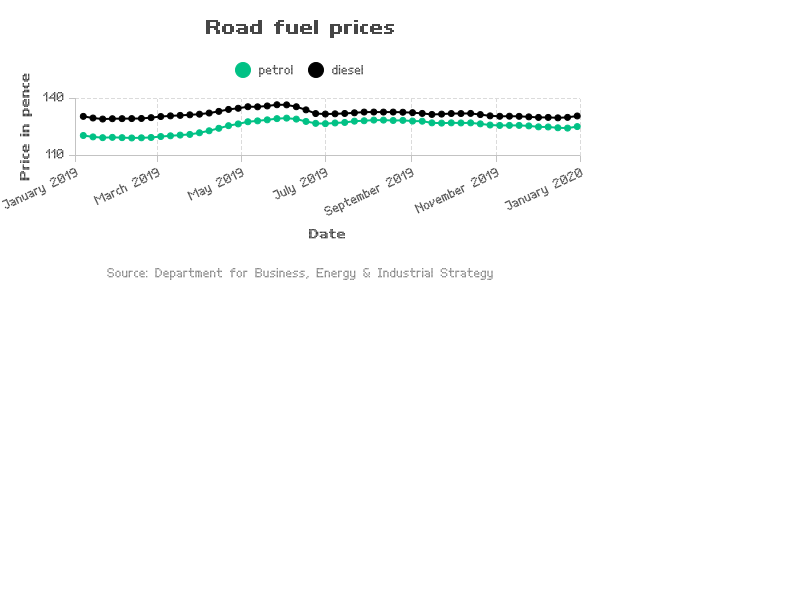 Road fuel prices
petrol
diesel
Price in pence
140
110
January 2019
March 2019
May 2019
July 2019
September 2019
November 2019
January 2020
Date
Source: Department for Business, Energy & Industrial Strategy